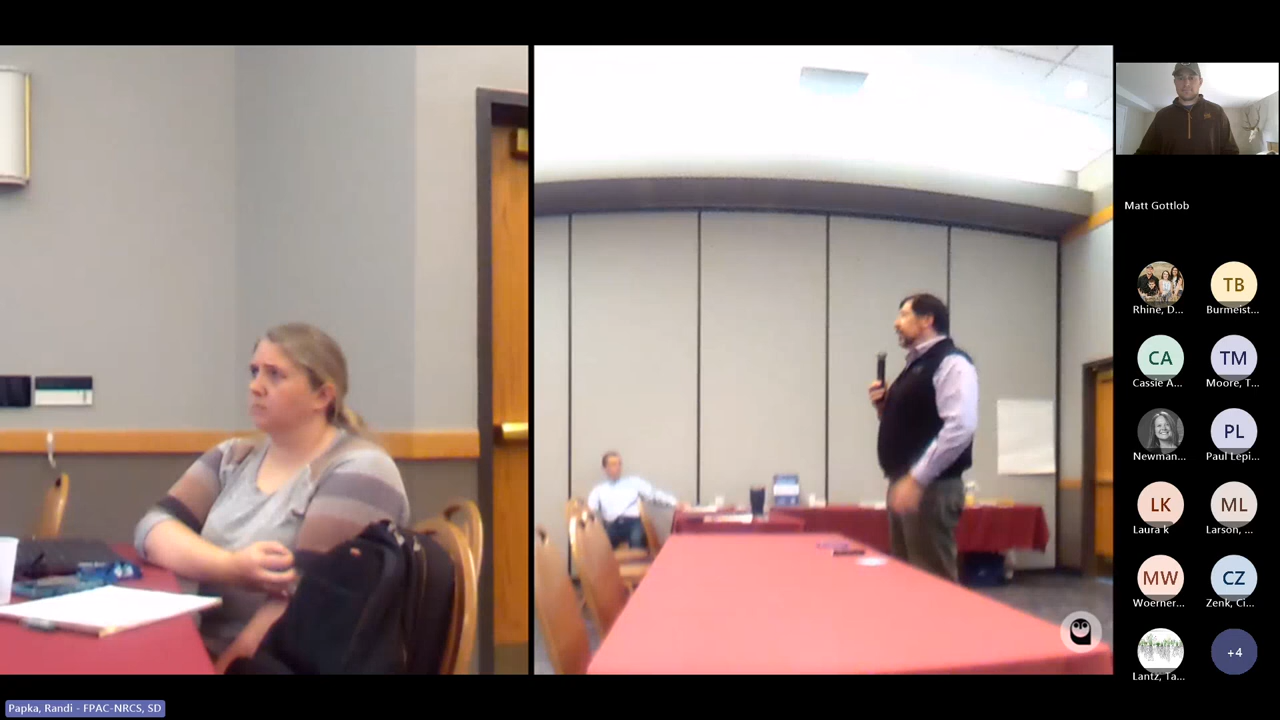 Matt Gottlob
Rhine, D...
TB
Burmeist...
CA
Cassie A...
TM
Moore, T...
Newman...
PL
Paul Lepi...
LK
Laura k
ML
Larson, ...
MW
Woerner...
CZ
Zenk, Ci...
Lantz, Ta...
+4
Papka, Randi - FPAC-NRCS, SD